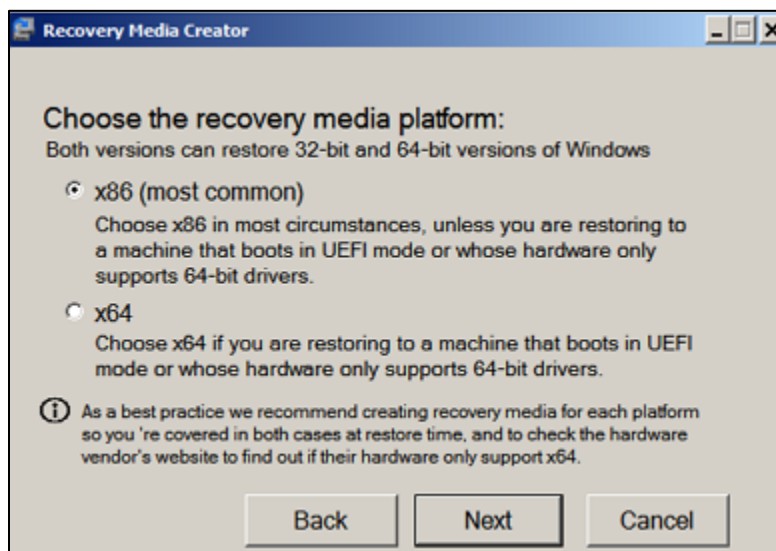 Recovery Media Creator
Choose the recovery media platform:
Both versions can restore 32-bit and 64-bit versions of Windows
x86 (most common)
Choose x86 in most circumstances, unless you are restoring to
a machine that boots in UEFI mode or whose hardware only
supports 64-bit drivers.
x64
Choose x64 if you are restoring to a machine that boots in UEFI
mode or whose hardware only supports 64-bit drivers.
As a best practice we recommend creating recovery media for each platform
so you 're covered in both cases at restore time, and to check the hardware
vendor's website to find out if their hardware only support x64.
Back Next Cancel